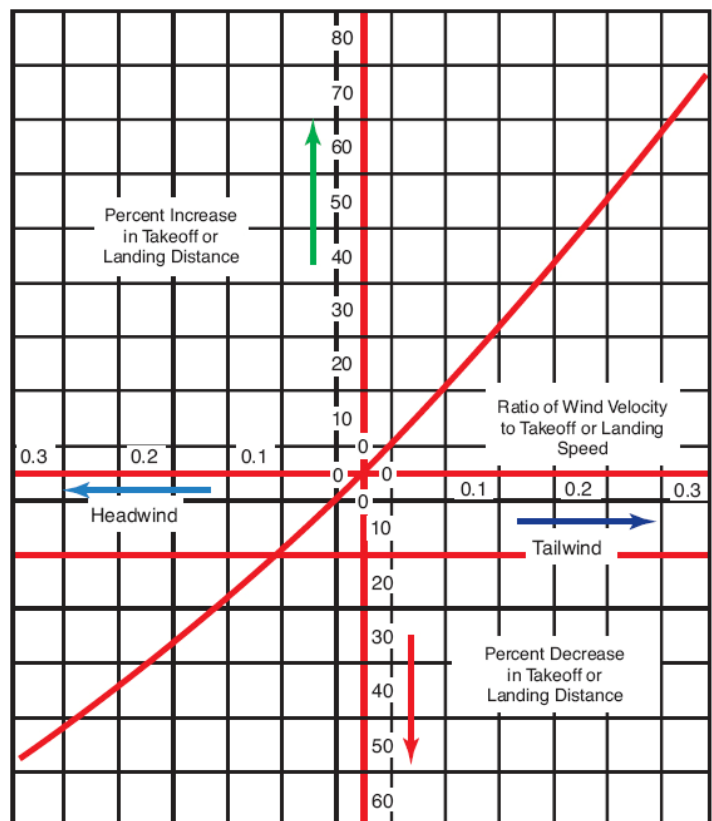 80
70
60
Percent Increase
in Takeoff or
Landing Distance
50
40
30
20
10
Ratio of Wind Velocity
to Takeoff or Landing
Speed
0
0.3 0.2 0.1
0 0
0
0.1 0.2 0.3
Headwind
10
Tailwind
20
30
Percent Decrease
in Takeoff or
Landing Distance
40
50
60